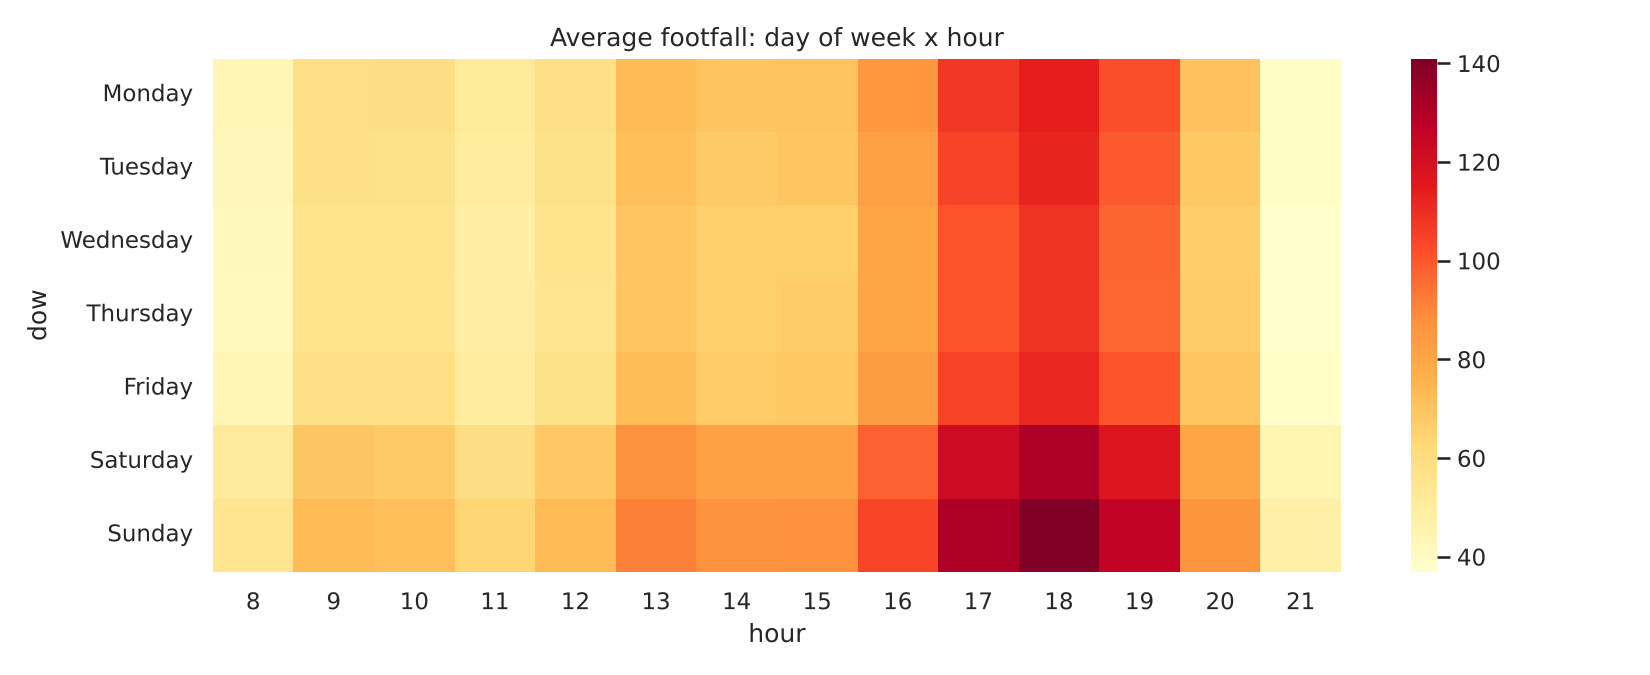 Average footfall: day of week x hour
Monday
Tuesday
Wednesday
Thursday
Friday
Saturday
Sunday
dow
8 9 10 11 12 13 14 15 16 17 18 19 20 21
hour
140
120
100
80
60
40